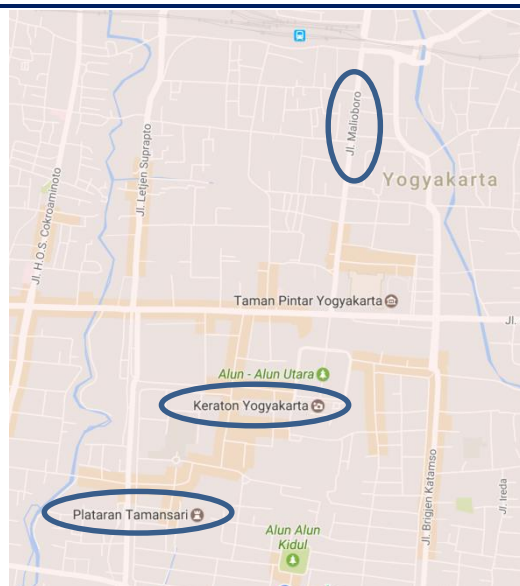 Jl. Malioboro
Jl. Letjen Suprapto
Yogyakarta
Jl. H.O.S. Cokroaminoto
Taman Pintar Yogyakarta
Jl.
Alun - Alun Utara
Keraton Yogyakarta
Jl. Brigjen Katamso
Jl. Ireda
Plataran Tamansari
Alun Alun
Kidul